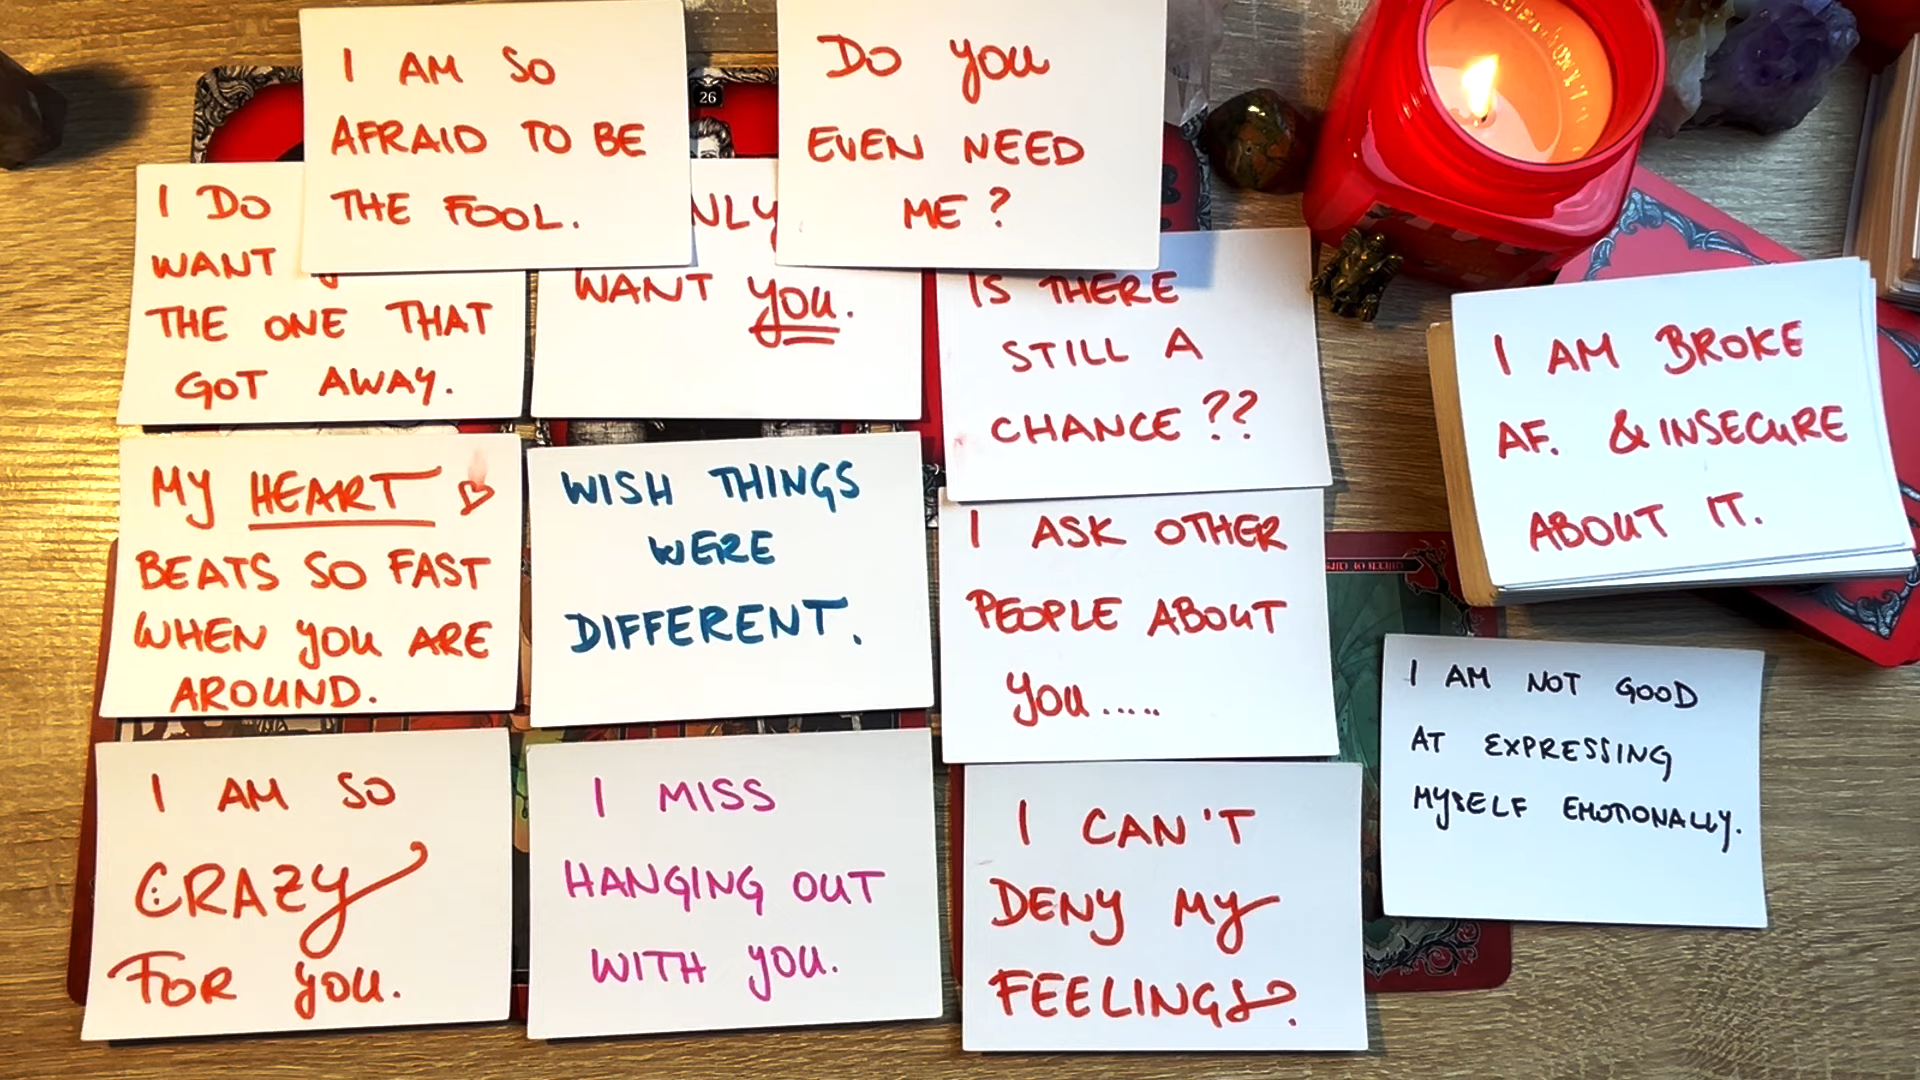 I AM SO
AFRAID TO BE
THE FOOL.
DO YOU
EVEN NEED
ME?
26
I DO
WANT
THE ONE THAT
GOT AWAY.
WANT YOU.
IS THERE
STILL A
CHANCE??
I AM BROKE
AF. & INSECURE
ABOUT IT.
MY HEART
BEATS SO FAST
WHEN YOU ARE
AROUND.
WISH THINGS
WERE
DIFFERENT.
I ASK OTHER
PEOPLE ABOUT
YOU.....
I AM NOT GOOD
AT EXPRESSING
MYSELF EMOTIONALLY.
I AM SO
CRAZY
FOR YOU.
I MISS
HANGING OUT
WITH YOU.
I CAN'T
DENY MY
FEELINGS.